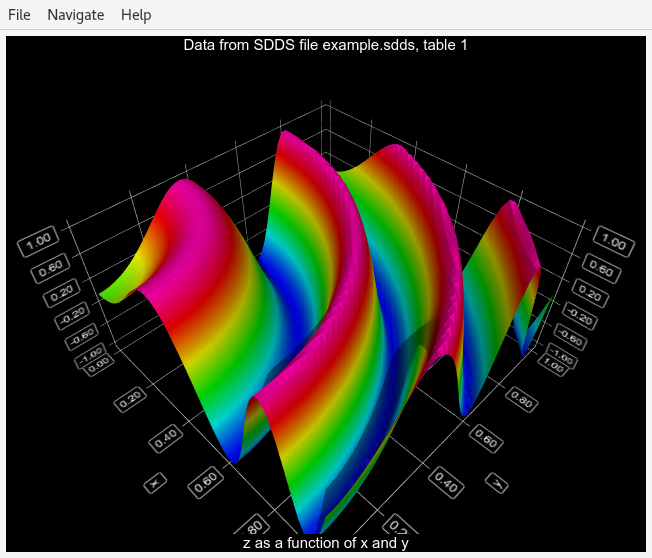 File Navigate Help
Data from SDDS file example.sdds, table 1
1.00 1.00
0.60 0.60
0.20 0.20
-0.20 -0.20
-0.60 -0.60
-1.00 -1.00
0.00 1.00
0.20 0.80
0.40 0.60
x 0.60 0.40 y
80 0.2
z as a function of x and y